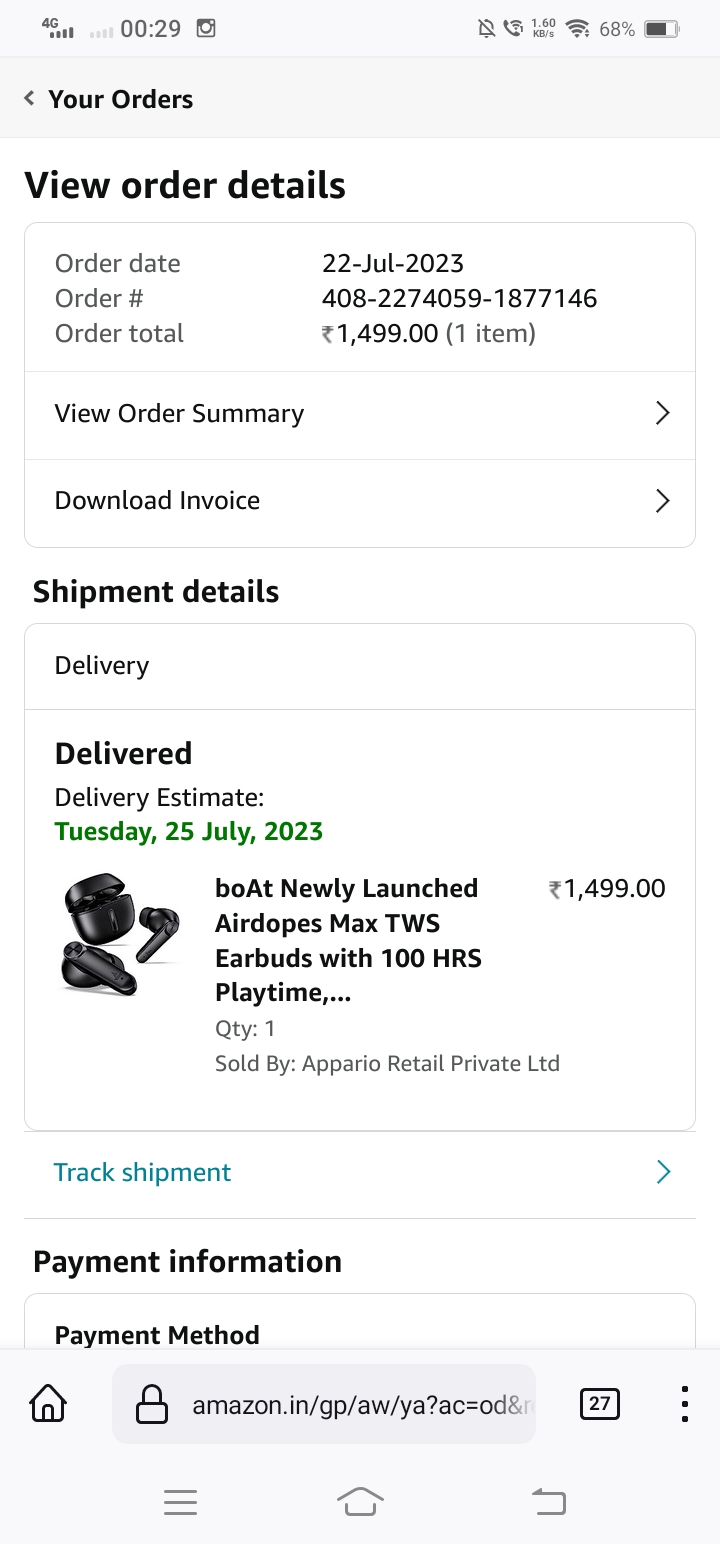 4G 00:29 1.60 KB/s 68%
Your Orders
View order details
Order date 22-Jul-2023
Order # 408-2274059-1877146
Order total ₹1,499.00 (1 item)
View Order Summary
Download Invoice
Shipment details
Delivery
Delivered
Delivery Estimate:
Tuesday, 25 July, 2023
boAt Newly Launched ₹1,499.00
Airdopes Max TWS
Earbuds with 100 HRS
Playtime,...
Qty: 1
Sold By: Appario Retail Private Ltd
Track shipment
Payment information
Payment Method
amazon.in/gp/aw/ya?ac=od&r 27